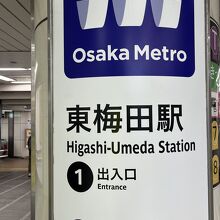 Osaka Metro
東梅田駅
Higashi-Umeda Station
1 出入口
Entrance